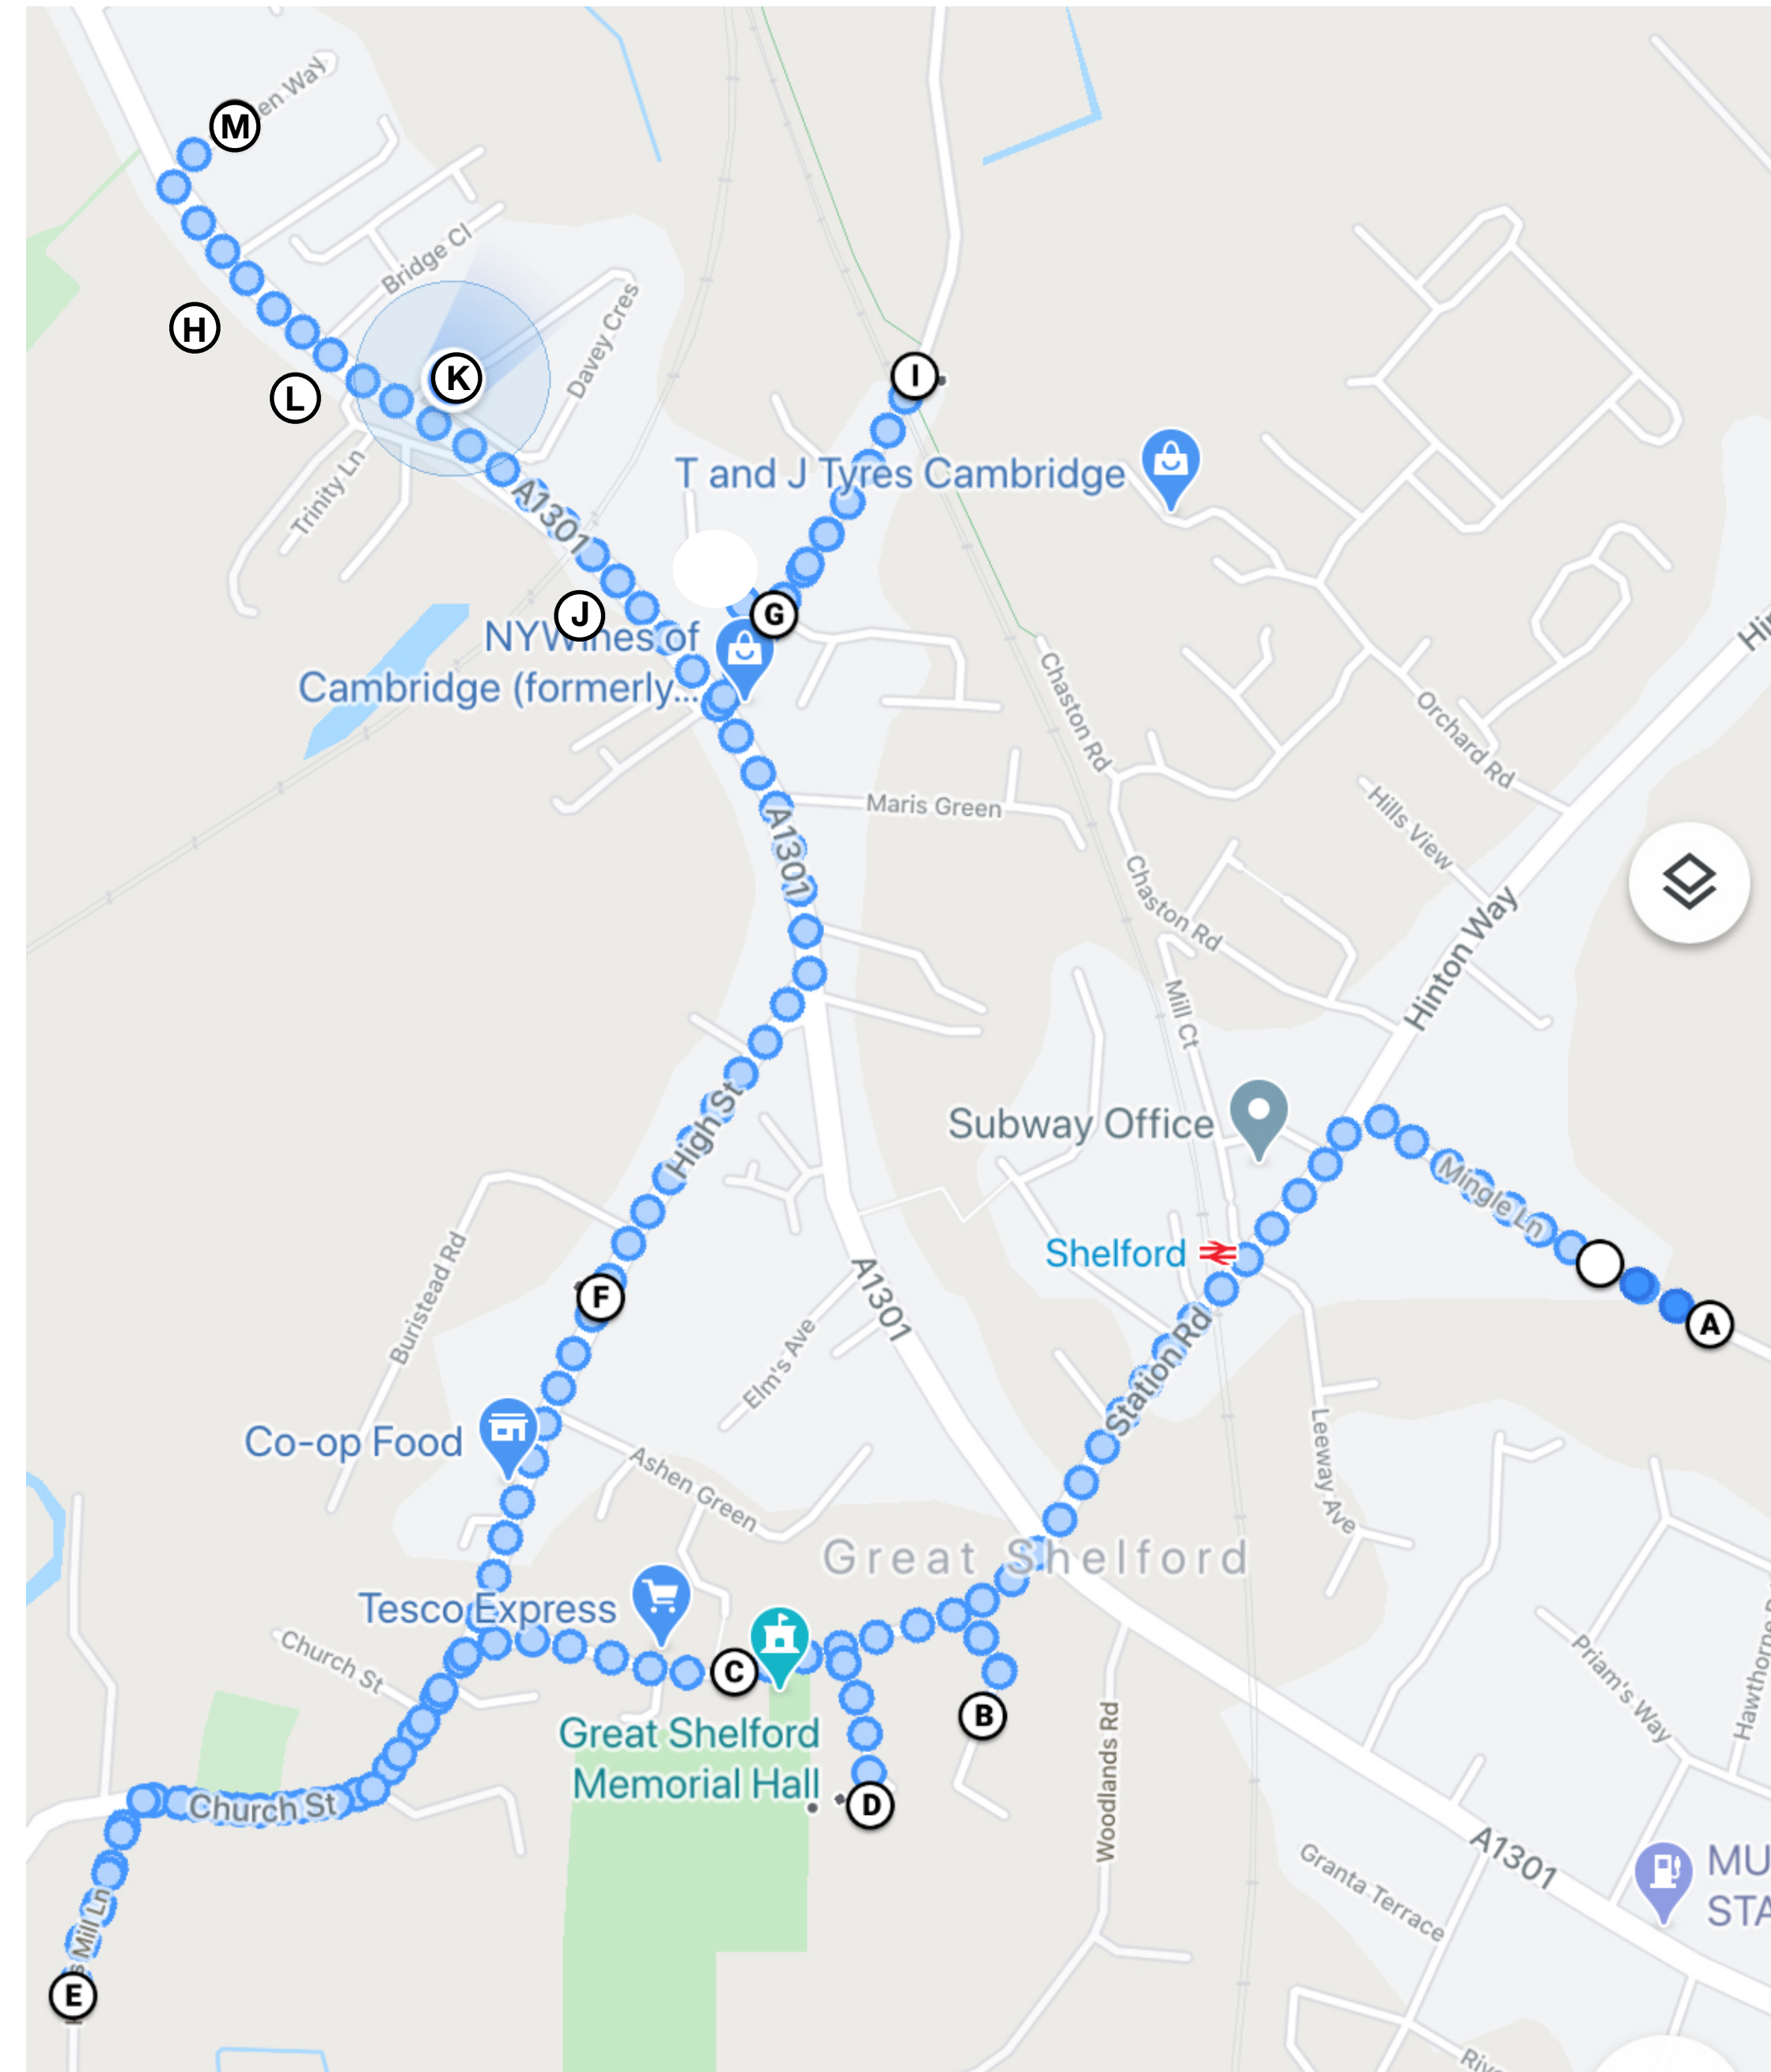 M
en Way
Bridge Cl
H
L
K
Davey Cres
I
T and J Tyres Cambridge
Trinity Ln
A1301
J
G
NYWines of
Cambridge (formerly...
Chaston Rd
Orchard Rd
Maris Green
A1301
Hills View
Chaston Rd
Hinton Way
Mill Ct
High St
Subway Office
Mingle Ln
Shelford
Buristead Rd
F
A1301
A
Elm's Ave
Station Rd
Co-op Food
Ashen Green
Leeway Ave
Great Shelford
Tesco Express
Church St
C
B
Great Shelford
Memorial Hall
D
Priam's Way
Hawthorne
Woodlands Rd
Church St
A1301
Granta Terrace
MU
STA
s Mill Ln
E